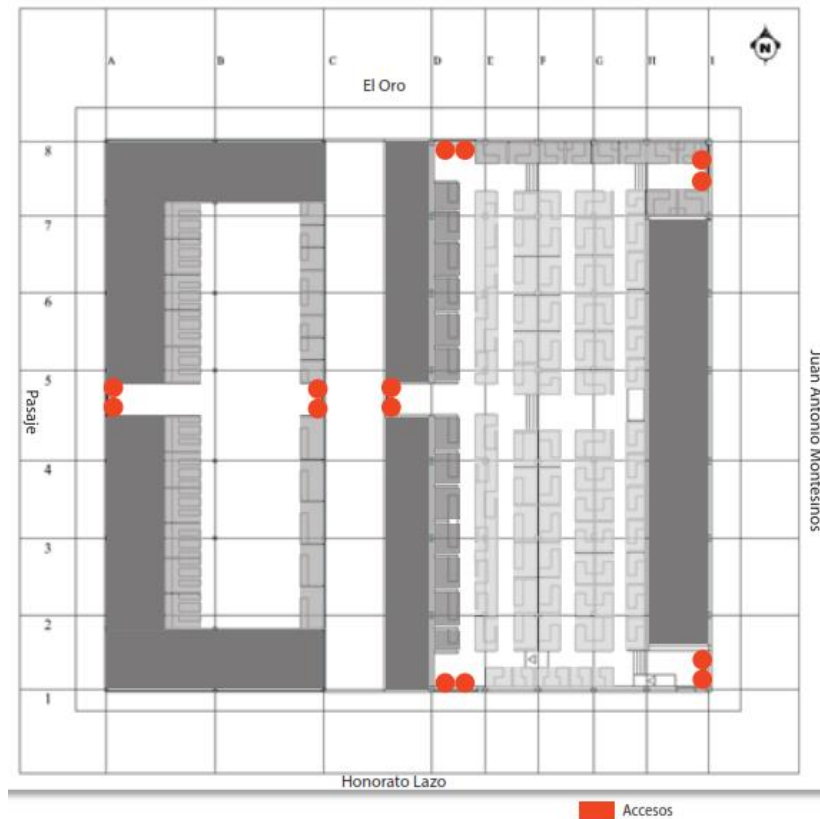 N
A B C D E F G H I
El Oro
8
7
6
5
4
3
2
1
Pasaje
Juan Antonio Montesinos
Honorato Lazo
Accesos